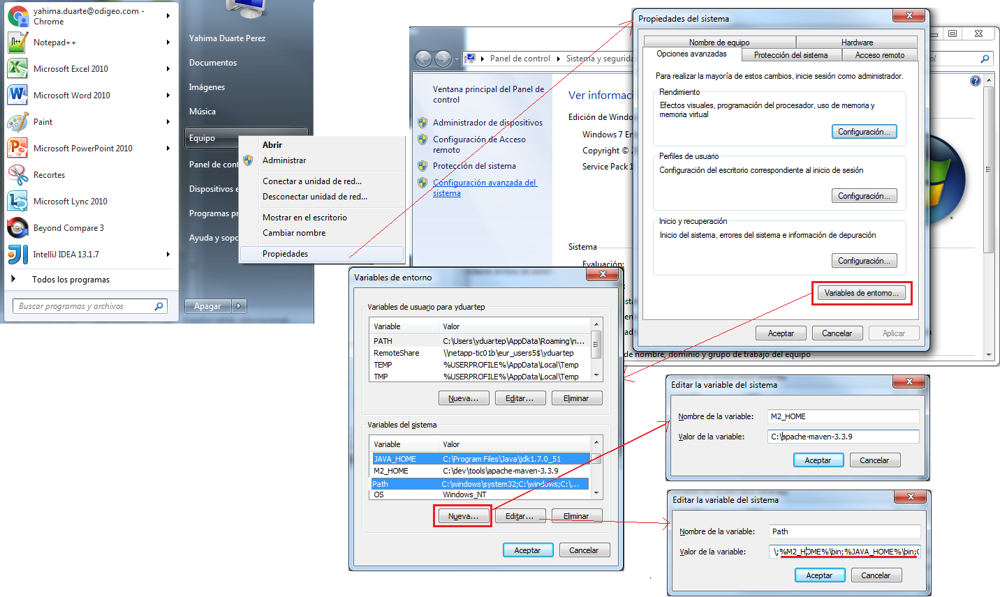 yahima.duarte@odigeo.com -
Chrome
Notepad++
Microsoft Excel 2010
Microsoft Word 2010
Paint
Microsoft PowerPoint 2010
Recortes
Microsoft Lync 2010
Beyond Compare 3
IntelliJ IDEA 13.1.7
Todos los programas
Buscar programas y archivos
Yahima Duarte Perez
Documentos
Imágenes
Música
Equipo
Panel de cont
Dispositivos e
Programas pr
Ayuda y sopo
Apagar
Abrir
Administrar
Conectar a unidad de red...
Desconectar unidad de red...
Mostrar en el escritorio
Cambiar nombre
Propiedades
Panel de control
Sistema y segurida
Ventana principal del Panel de
control
Administrador de dispositivos
Configuración de Acceso
remoto
Protección del sistema
Configuración avanzada del
sistema
Ver informaci
Edición de Windo
Windows 7 En
Copyright ©
Service Pack 1
Sistema
Evaluación:
de nombre, dominio y grupo de trabajo del equipo
Propiedades del sistema
Nombre de equipo
Hardware
Opciones avanzadas
Protección del sistema
Acceso remoto
Para realizar la mayoría de estos cambios, inicie sesión como administrador.
Rendimiento
Efectos visuales, programación del procesador, uso de memoria y
memoria virtual
Configuración...
Perfiles de usuario
Configuración del escritorio correspondiente al inicio de sesión
Configuración...
Inicio y recuperación
Inicio del sistema, errores del sistema e información de depuración
Configuración...
Variables de entorno...
Aceptar
Cancelar
Aplicar
Variables de entorno
Variables de usuario para yduartep
Variable Valor
PATH C:\Users\yduartep\AppData\Roaming\n...
RemoteShare \\netapp-tic01b\eur_users5$\yduartep
TEMP %USERPROFILE%\AppData\Local\Temp
TMP %USERPROFILE%\AppData\Local\Temp
Nueva... Editar... Eliminar
Variables del sistema
Variable Valor
JAVA_HOME C:\Program Files\Java\jdk1.7.0_51
M2_HOME C:\dev\tools\apache-maven-3.3.9
Path C:\windows\system32;C:\windows;C:\...
OS Windows_NT
Nueva... Editar... Eliminar
Aceptar Cancelar
Editar la variable del sistema
Nombre de la variable: M2_HOME
Valor de la variable: C:\apache-maven-3.3.9
Aceptar Cancelar
Editar la variable del sistema
Nombre de la variable: Path
Valor de la variable: \;%M2_HOME%\bin;%JAVA_HOME%\bin;C
Aceptar Cancelar